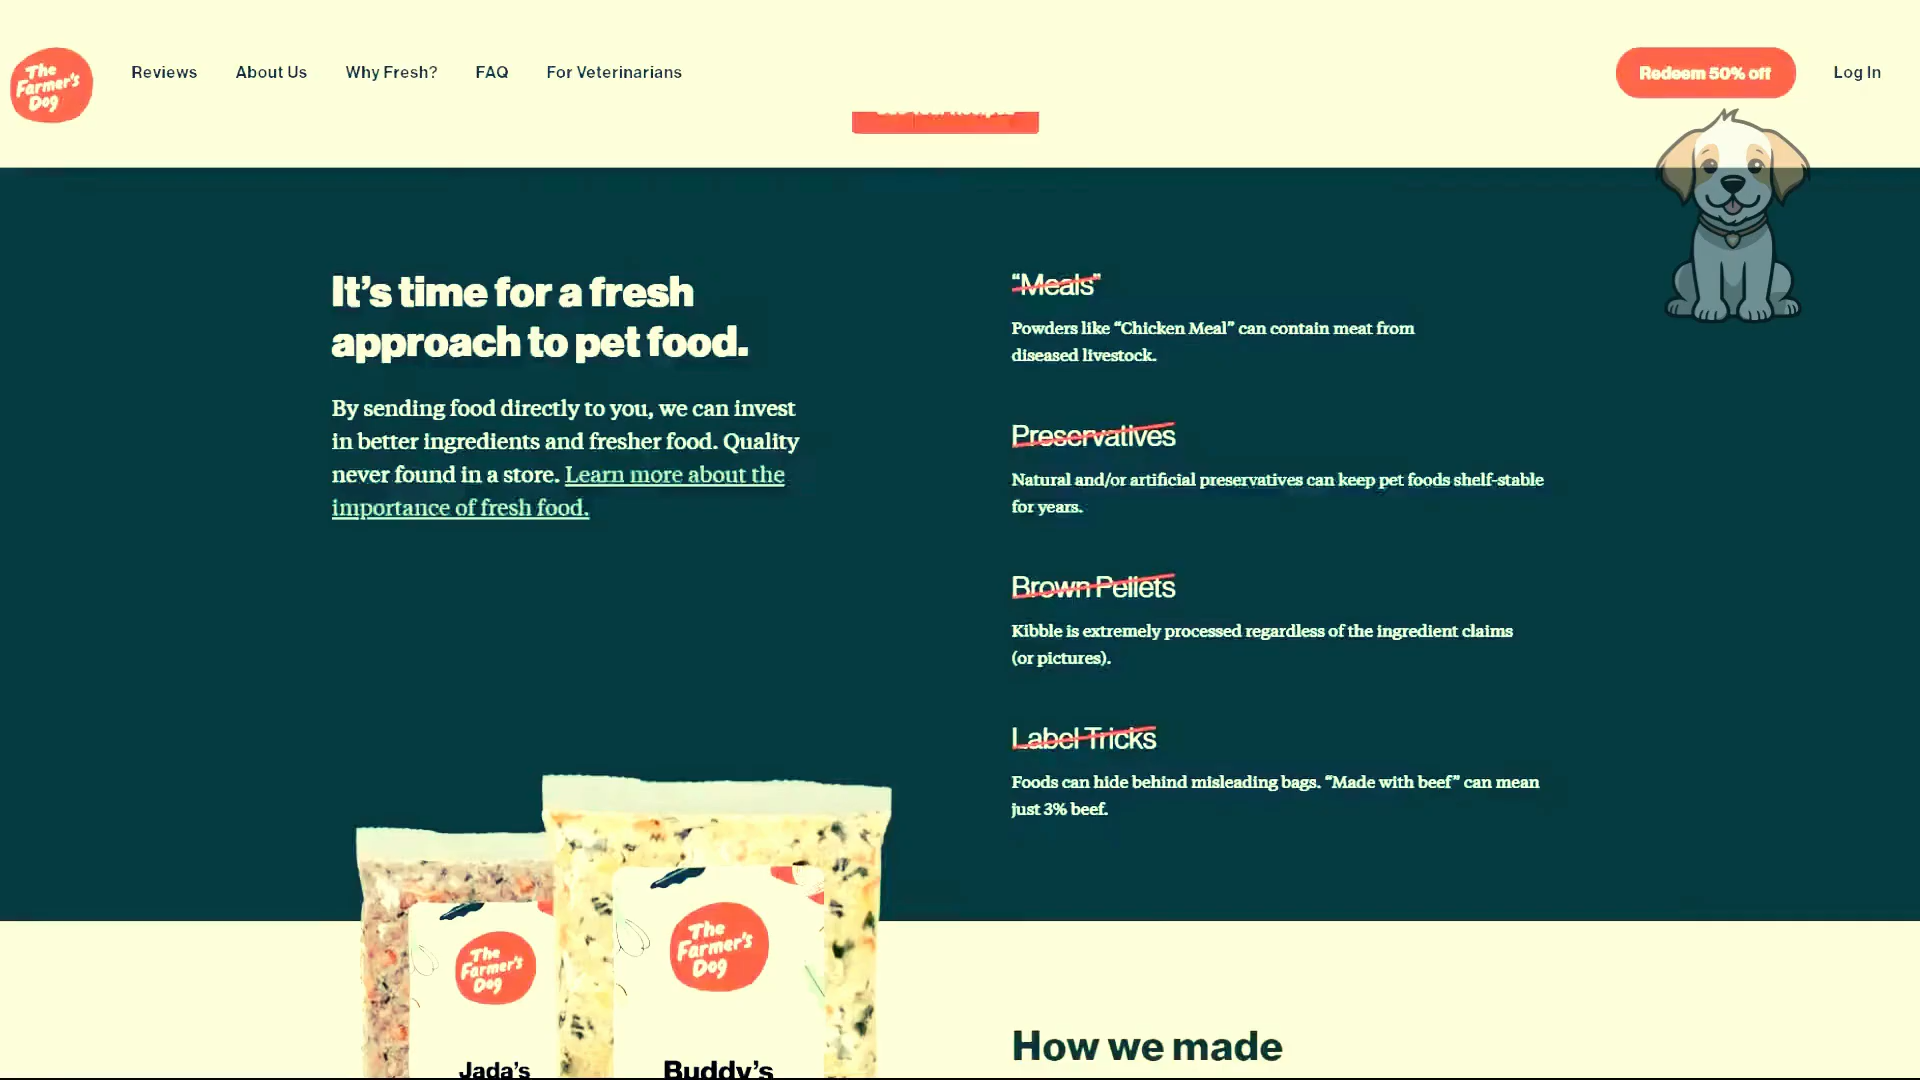 The
Farmer's
Dog
Reviews
About Us
Why Fresh?
FAQ
For Veterinarians
Redeem 50% off
Log In
It’s time for a fresh
approach to pet food.
By sending food directly to you, we can invest
in better ingredients and fresher food. Quality
never found in a store. Learn more about the
importance of fresh food.
“Meals”
Powders like “Chicken Meal” can contain meat from
diseased livestock.
Preservatives
Natural and/or artificial preservatives can keep pet foods shelf-stable
for years.
Brown Pellets
Kibble is extremely processed regardless of the ingredient claims
(or pictures).
Label Tricks
Foods can hide behind misleading bags. “Made with beef” can mean
just 3% beef.
The
Farmer's
Dog
Jada’s
The
Farmer's
Dog
Buddy’s
How we made